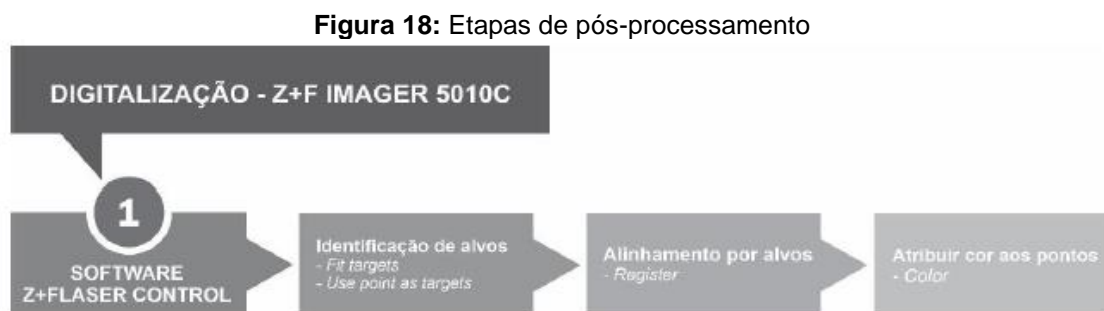 Figura 18: Etapas de pós-processamento
DIGITALIZAÇÃO - Z+F IMAGER 5010C
1
SOFTWARE
Z+FLASER CONTROL
Identificação de alvos
- Fit targets
- Use point as targets
Alinhamento por alvos
- Register
Atribuir cor aos pontos
- Color